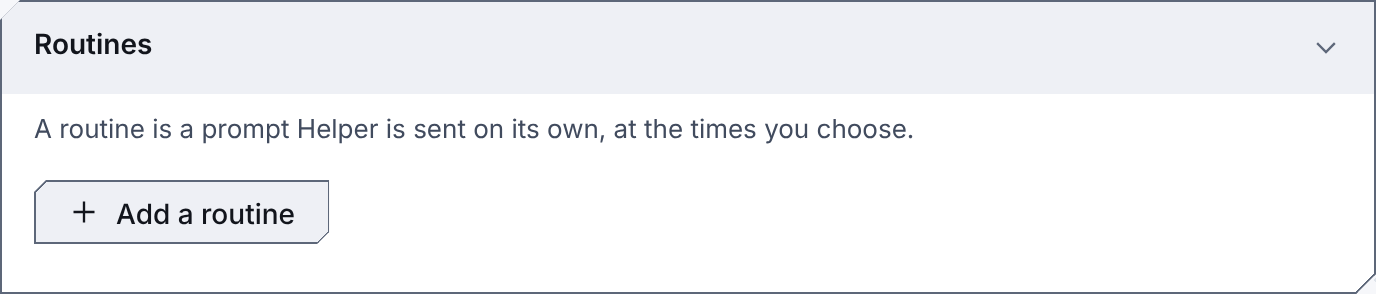 Routines
A routine is a prompt Helper is sent on its own, at the times you choose.
+ Add a routine